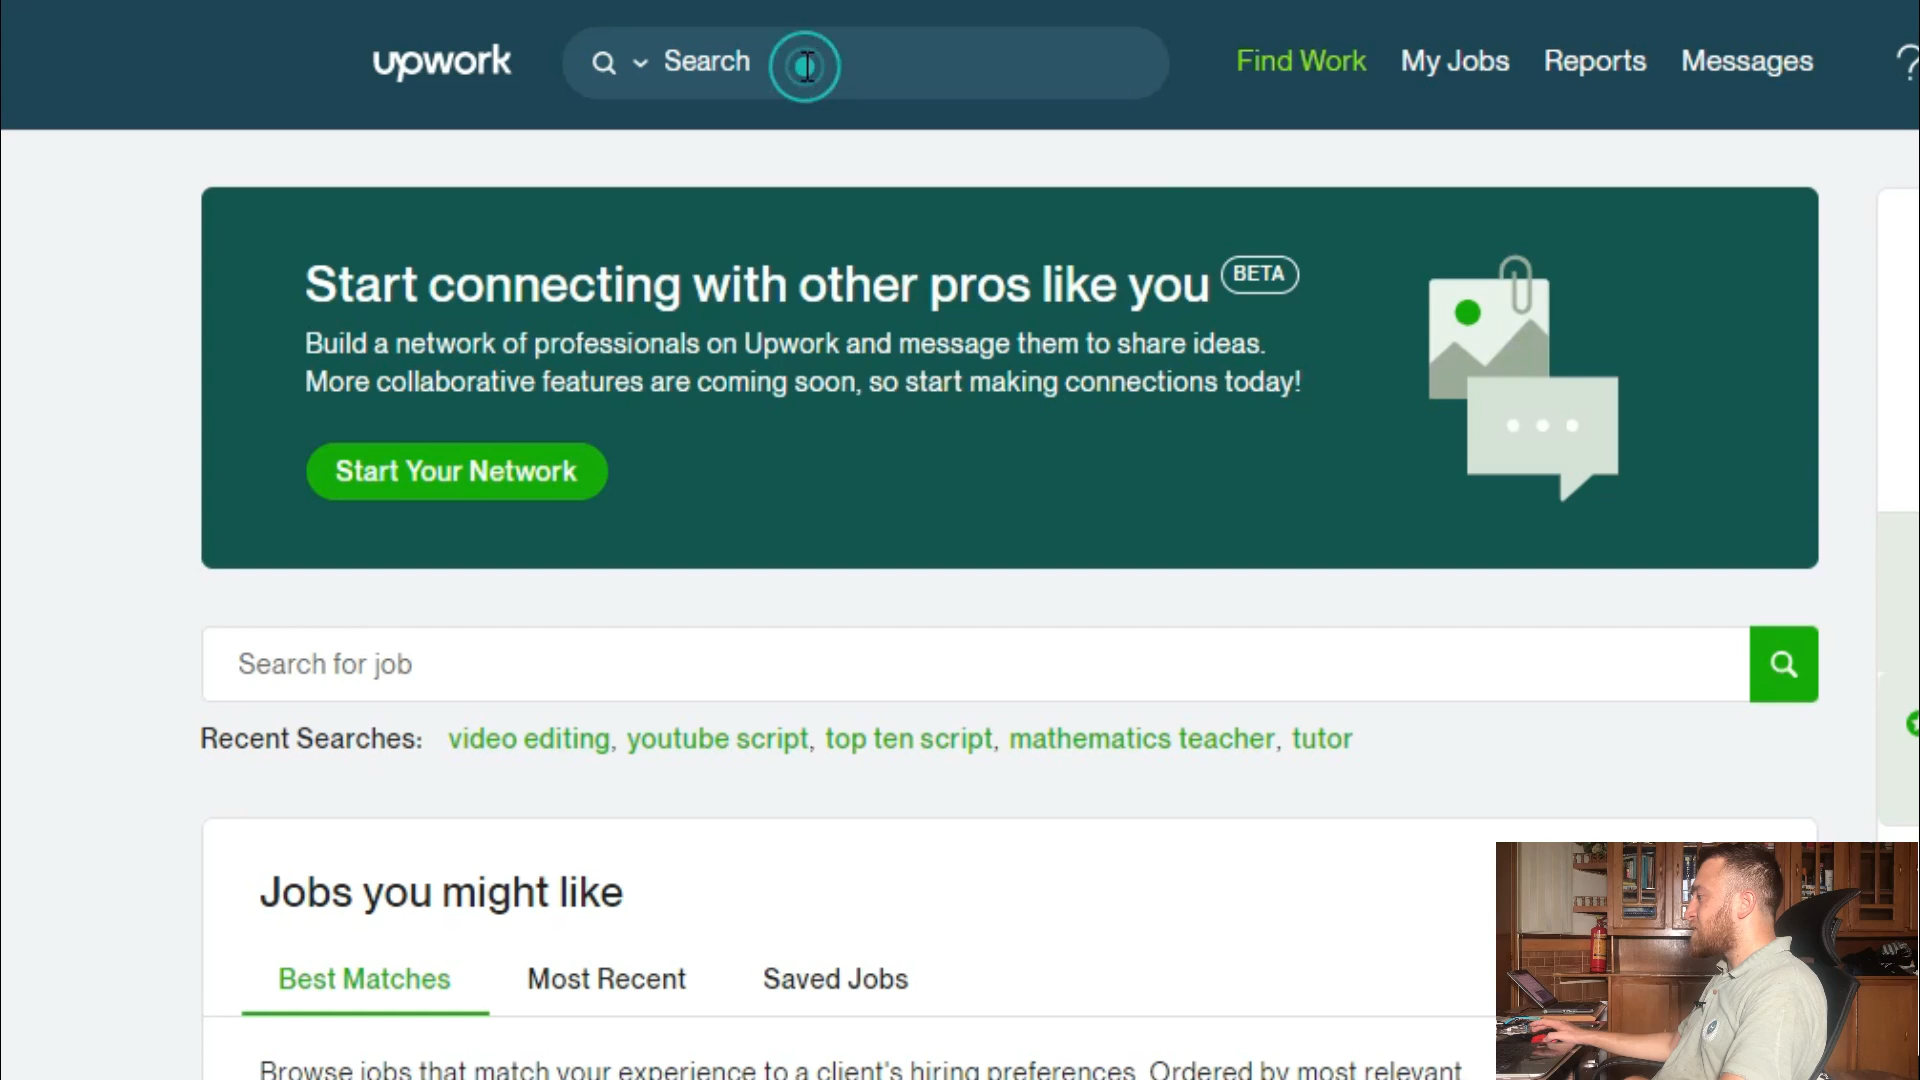 upwork
Search
Find Work
My Jobs
Reports
Messages
?
Start connecting with other pros like you
BETA
Build a network of professionals on Upwork and message them to share ideas.
More collaborative features are coming soon, so start making connections today!
Start Your Network
Search for job
Recent Searches: video editing, youtube script, top ten script, mathematics teacher, tutor
Jobs you might like
Best Matches
Most Recent
Saved Jobs
Browse jobs that match your experience to a client's hiring preferences. Ordered by most relevant